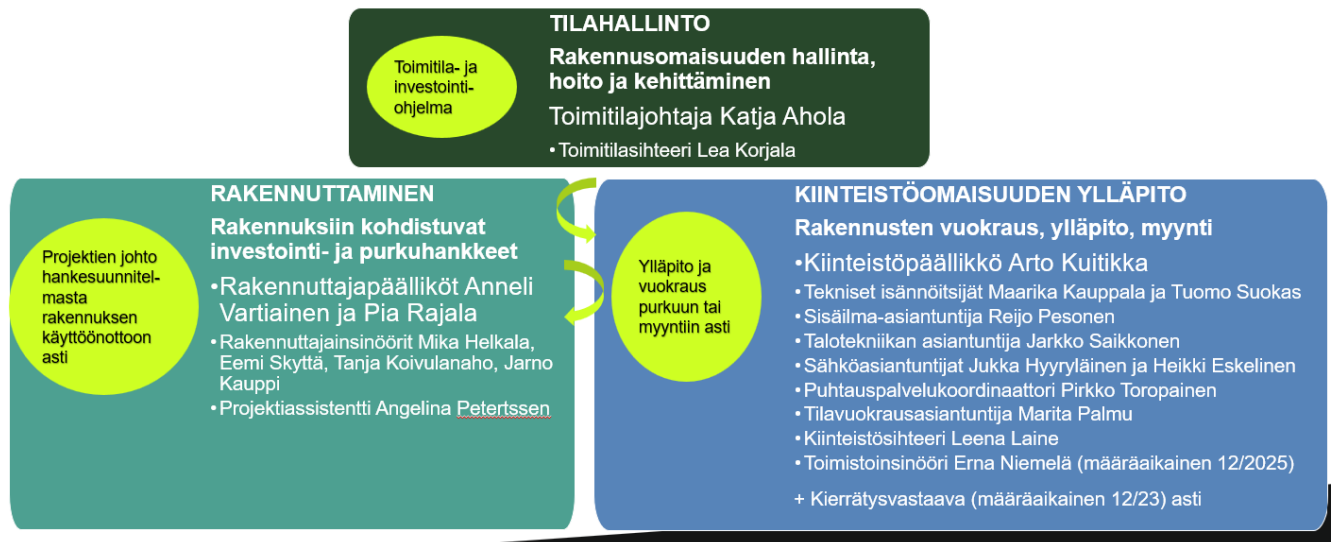 Toimitila- ja
investointi-
ohjelma
TILAHALLINTO
Rakennusomaisuuden hallinta,
hoito ja kehittäminen
Toimitilajohtaja Katja Ahola
• Toimitilasihteeri Lea Korjala
Projektien johto
hankesuunnitel-
masta
rakennuksen
käyttöönottoon
asti
RAKENNUTTAMINEN
Rakennuksiin kohdistuvat
investointi- ja purkuhankkeet
•Rakennuttajapäälliköt Anneli
Vartiainen ja Pia Rajala
•Rakennuttajainsinöörit Mika Helkala,
Eemi Skyttä, Tanja Koivulanaho, Jarno
Kauppi
•Projektiassistentti Angelina Petertssen
Ylläpito ja
vuokraus
purkuun tai
myyntiin asti
KIINTEISTÖOMAISUUDEN YLLÄPITO
Rakennusten vuokraus, ylläpito, myynti
•Kiinteistöpäällikkö Arto Kuitikka
•Tekniset isännöitsijät Maarika Kauppala ja Tuomo Suokas
•Sisäilma-asiantuntija Reijo Pesonen
•Talotekniikan asiantuntija Jarkko Saikkonen
•Sähköasiantuntijat Jukka Hyyryläinen ja Heikki Eskelinen
•Puhtauspalvelukoordinaattori Pirkko Toropainen
•Tilavuokrausasiantuntija Marita Palmu
•Kiinteistösihteeri Leena Laine
•Toimistoinsinööri Erna Niemelä (määräaikainen 12/2025)
+ Kierrätysvastaava (määräaikainen 12/23) asti